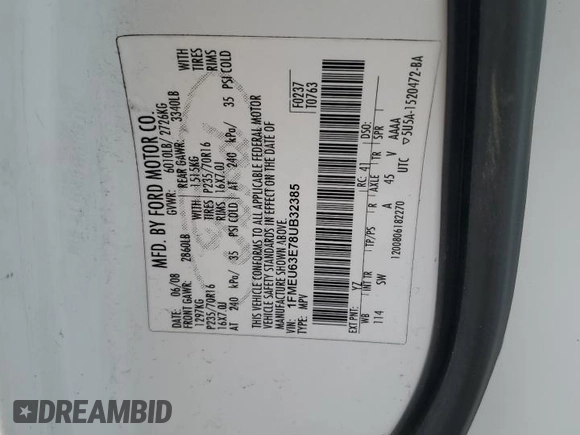 MFD. BY FORD MOTOR CO.
DATE: 06/08 GVWR: 6010LB/ 2726KG
FRONT GAWR: 2860LB REAR GAWR: 3340LB
1297KG WITH 1515KG WITH
P235/70R16 TIRES P235/70R16 TIRES
16X7.0J RIMS 16X7.0J RIMS
AT 240 kPa/ 35 PSI COLD AT 240 kPa/ 35 PSI COLD
THIS VEHICLE CONFORMS TO ALL APPLICABLE FEDERAL MOTOR
VEHICLE SAFETY STANDARDS IN EFFECT ON THE DATE OF
MANUFACTURE SHOWN ABOVE.
VIN: 1FMEU63E78UB32385 F0237
TYPE: MPV T0763
EXT PNT: YZ RC: 41 DSO:
WB INT TR TP/PS R AXLE TR SPR
114 SW A 45 V AAAA
UTC ▽5U5A-1520472-BA
1200806182270
DREAMBID